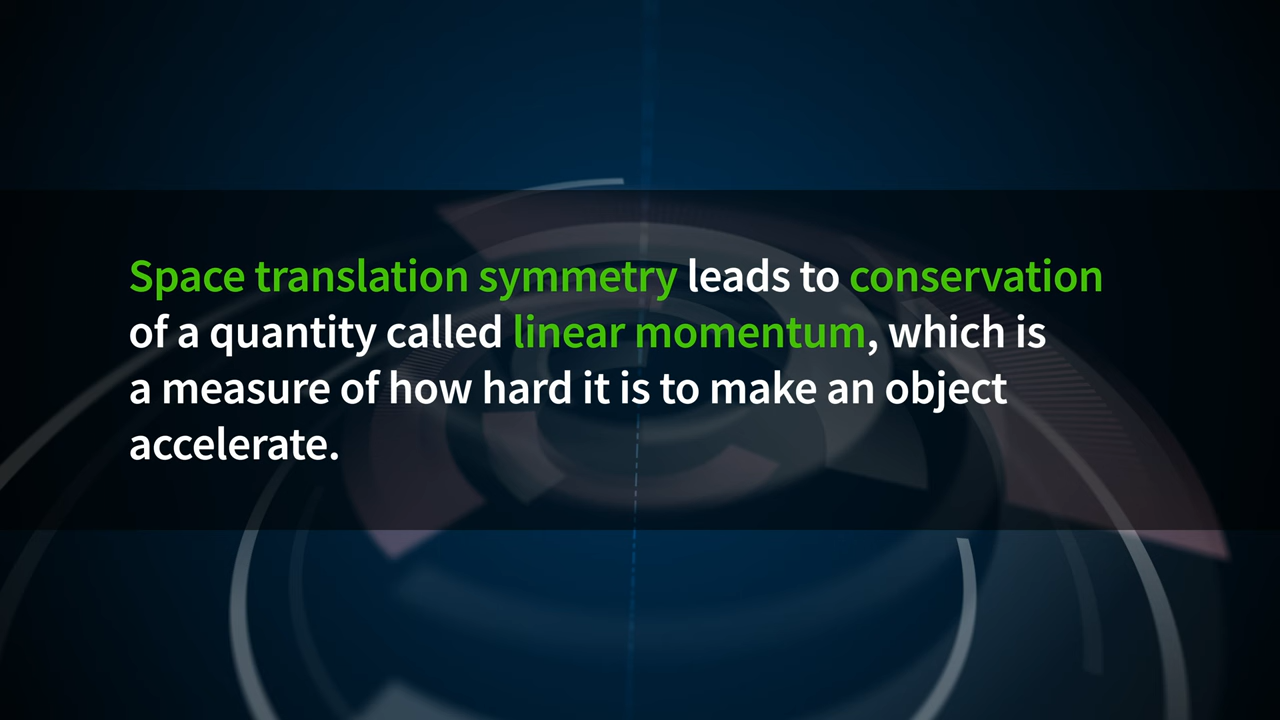 Space translation symmetry leads to conservation
of a quantity called linear momentum, which is
a measure of how hard it is to make an object
accelerate.